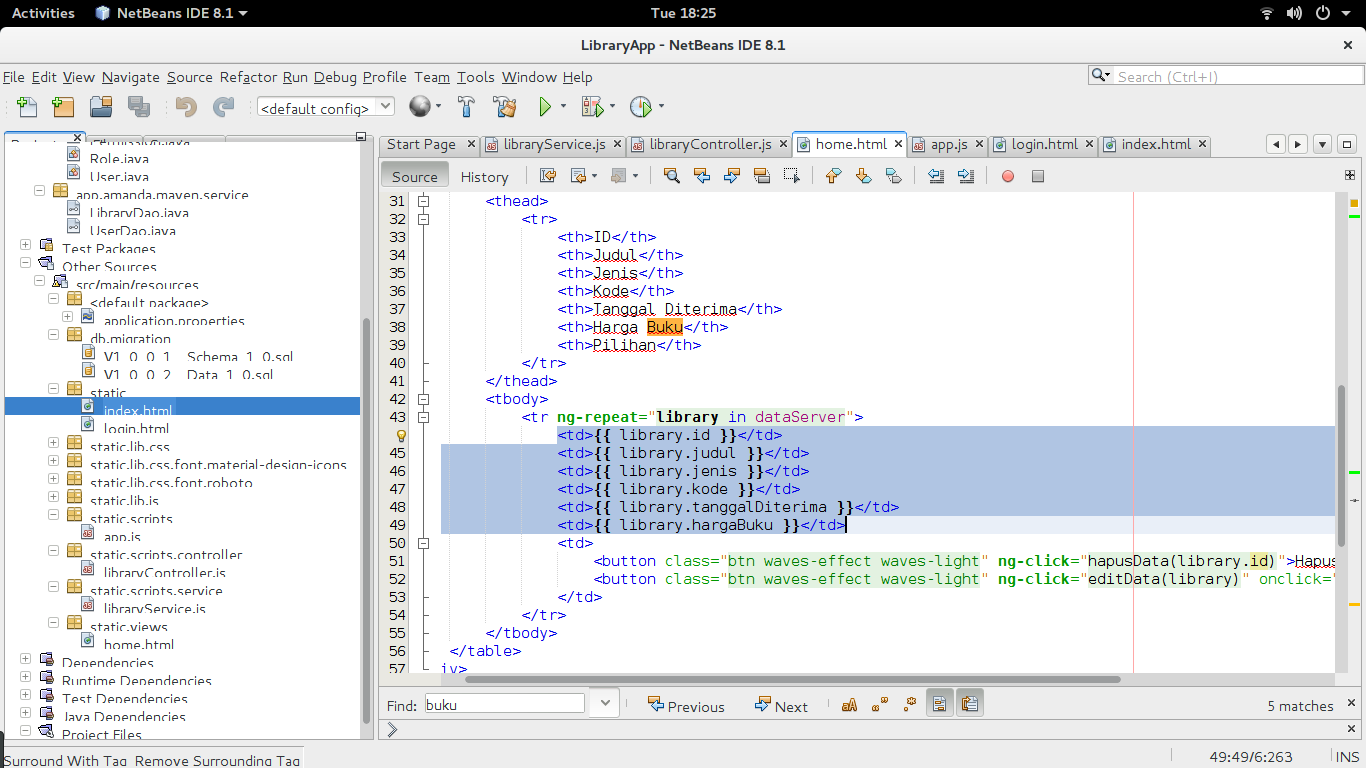 Activities NetBeans IDE 8.1 Tue 18:25
LibraryApp - NetBeans IDE 8.1
File Edit View Navigate Source Refactor Run Debug Profile Team Tools Window Help
Search (Ctrl+I)
<default config>
Start Page libraryService.js libraryController.js home.html app.js login.html index.html
Source History
Role.java
User.java
app.amanda.maven.service
LibraryDao.java
UserDao.java
Test Packages
Other Sources
src/main/resources
<default package>
application.properties
db.migration
V1_0_0_1__Schema_1_0.sql
V1_0_0_2__Data_1_0.sql
static
index.html
login.html
static.lib.css
static.lib.css.font.material-design-icons
static.lib.css.font.roboto
static.lib.js
static.scripts
app.js
static.scripts.controller
libraryController.js
static.scripts.service
libraryService.js
static.views
home.html
Dependencies
Runtime Dependencies
Test Dependencies
Java Dependencies
Project Files
31 <thead>
32 <tr>
33 <th>ID</th>
34 <th>Judul</th>
35 <th>Jenis</th>
36 <th>Kode</th>
37 <th>Tanggal Diterima</th>
38 <th>Harga Buku</th>
39 <th>Pilihan</th>
40 </tr>
41 </thead>
42 <tbody>
43 <tr ng-repeat="library in dataServer">
<td>{{ library.id }}</td>
45 <td>{{ library.judul }}</td>
46 <td>{{ library.jenis }}</td>
47 <td>{{ library.kode }}</td>
48 <td>{{ library.tanggalDiterima }}</td>
49 <td>{{ library.hargaBuku }}</td>
50 <td>
51 <button class="btn waves-effect waves-light" ng-click="hapusData(library.id)">Hapus
52 <button class="btn waves-effect waves-light" ng-click="editData(library)" onclick="
53 </td>
54 </tr>
55 </tbody>
56 </table>
57 iv>
Find: buku Previous Next 5 matches
Surround With Tag Remove Surrounding Tag 49:49/6:263 INS